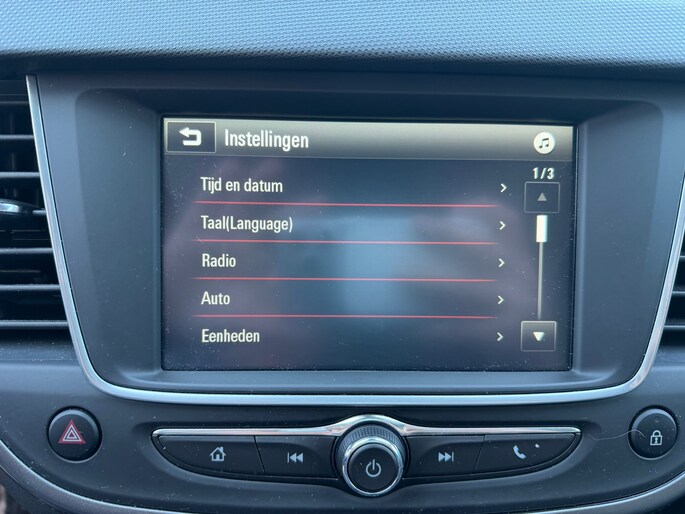 Instellingen
1/3
Tijd en datum
Taal(Language)
Radio
Auto
Eenheden